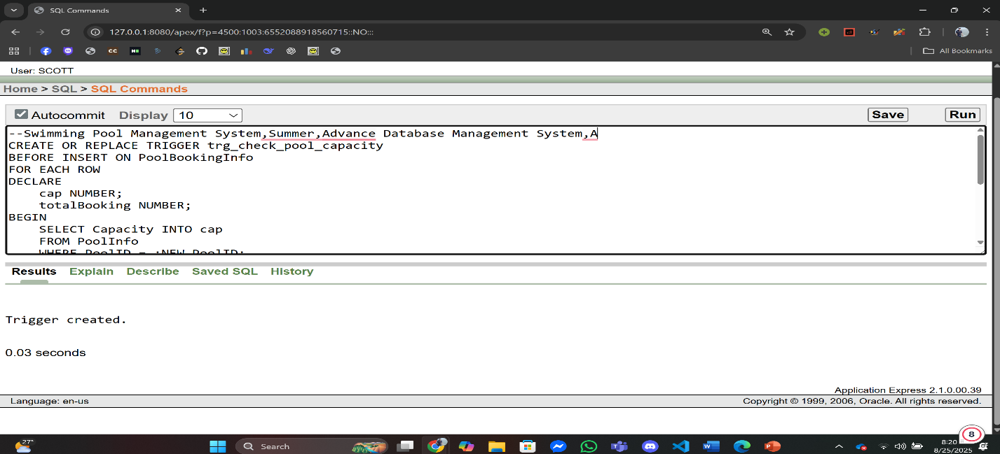 SQL Commands
127.0.0.1:8080/apex/f?p=4500:1003:6552088918560715::NO:::
All Bookmarks
User: SCOTT
Home > SQL > SQL Commands
Autocommit Display 10 Save Run
--Swimming Pool Management System,Summer,Advance Database Management System,A
CREATE OR REPLACE TRIGGER trg_check_pool_capacity
BEFORE INSERT ON PoolBookingInfo
FOR EACH ROW
DECLARE
cap NUMBER;
totalBooking NUMBER;
BEGIN
SELECT Capacity INTO cap
FROM PoolInfo
WHERE PoolID = :NEW.PoolID;
Results Explain Describe Saved SQL History
Trigger created.
0.03 seconds
Application Express 2.1.0.00.39
Language: en-us Copyright © 1999, 2006, Oracle. All rights reserved.
27°
Search
8
8:20
8/25/2025